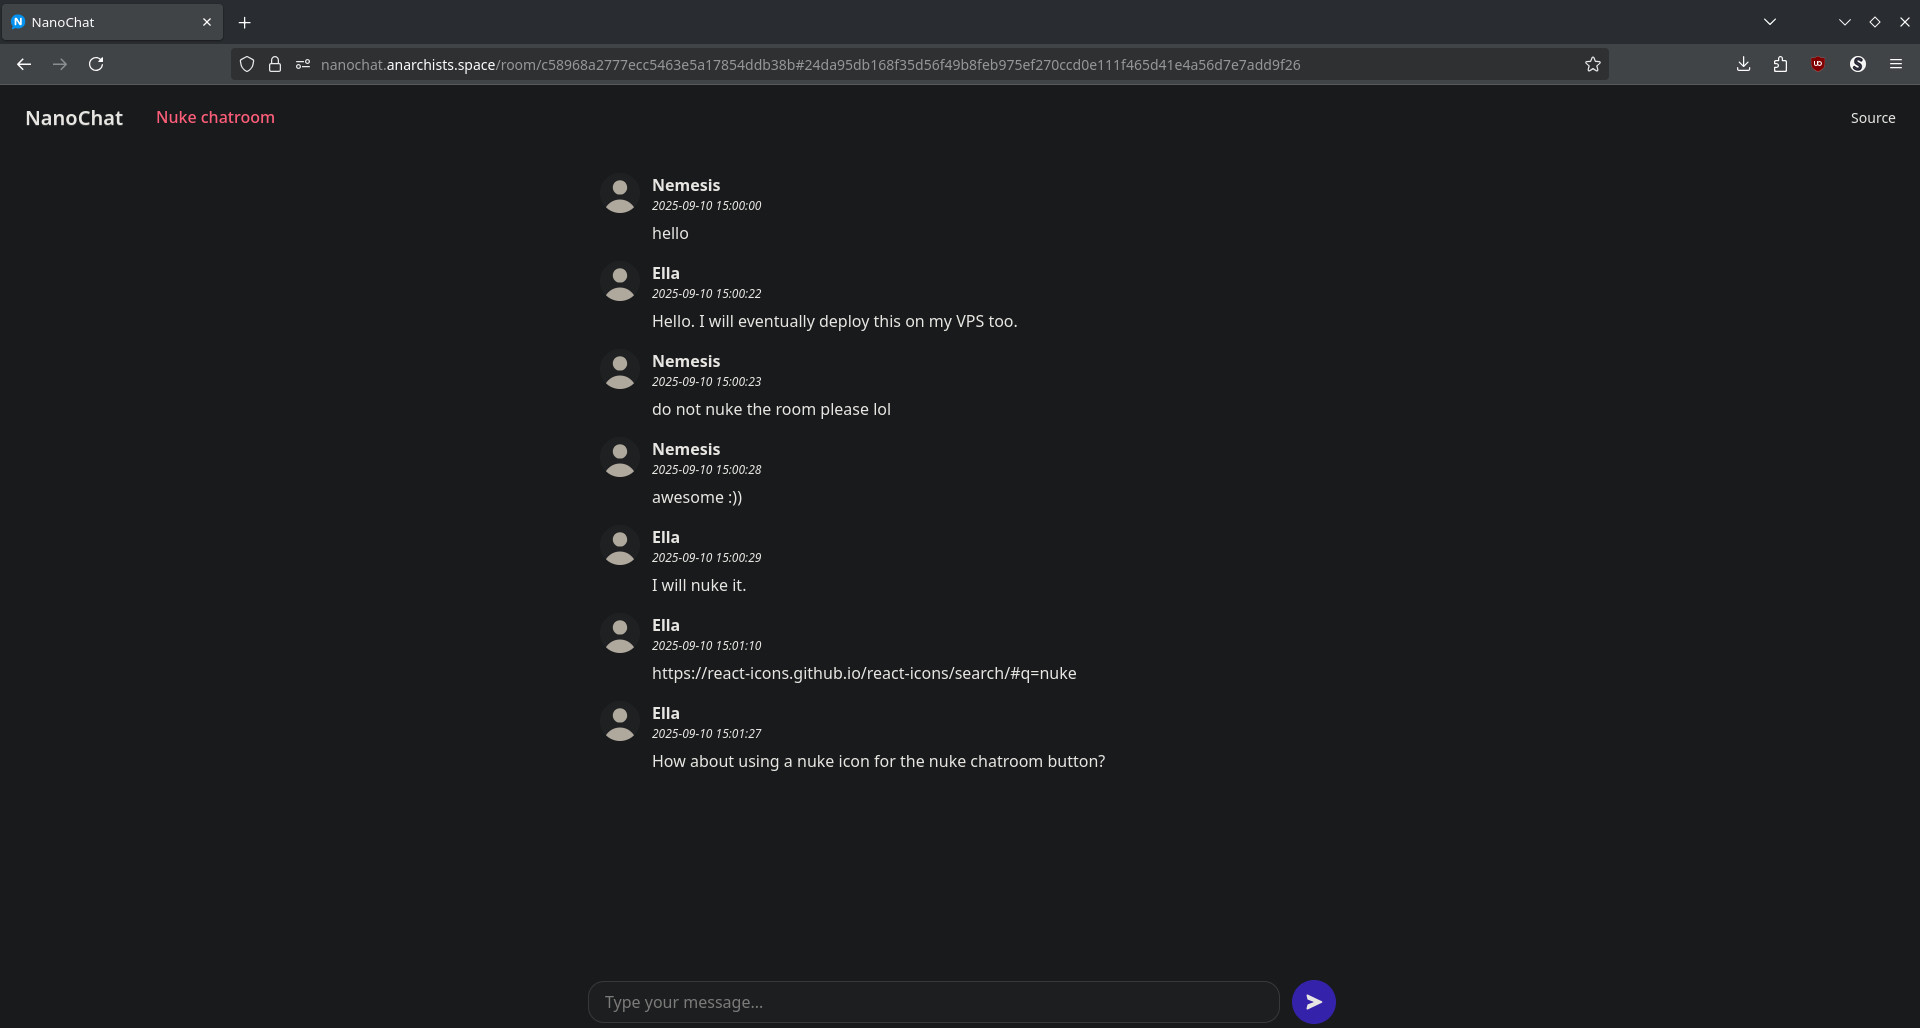 NanoChat
nanochat.anarchists.space/room/c58968a2777ecc5463e5a17854ddb38b#24da95db168f35d56f49b8feb975ef270ccd0e111f465d41e4a56d7e7add9f26
NanoChat
Nuke chatroom
Source
Nemesis
2025-09-10 15:00:00
hello
Ella
2025-09-10 15:00:22
Hello. I will eventually deploy this on my VPS too.
Nemesis
2025-09-10 15:00:23
do not nuke the room please lol
Nemesis
2025-09-10 15:00:28
awesome :))
Ella
2025-09-10 15:00:29
I will nuke it.
Ella
2025-09-10 15:01:10
https://react-icons.github.io/react-icons/search/#q=nuke
Ella
2025-09-10 15:01:27
How about using a nuke icon for the nuke chatroom button?
Type your message...